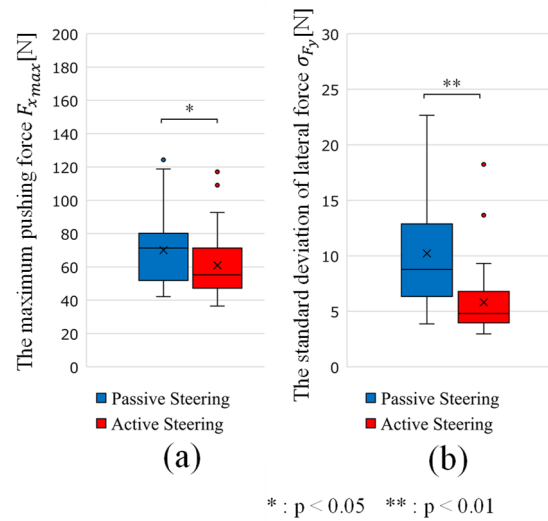 The maximum pushing force Fxmax[N]
200
180
160
140
120
100
80
60
40
20
0
*
Passive Steering
Active Steering
(a)
The standard deviation of lateral force σFy[N]
30
25
20
15
10
5
0
**
Passive Steering
Active Steering
(b)
* : p < 0.05 ** : p < 0.01